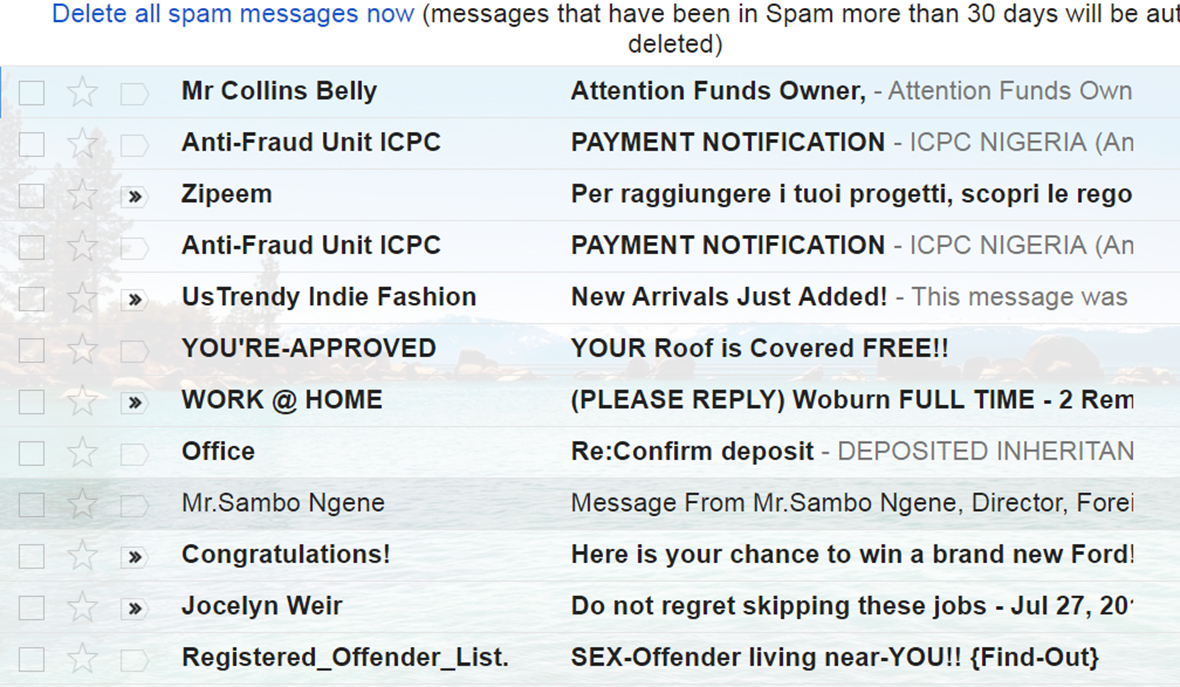 Delete all spam messages now (messages that have been in Spam more than 30 days will be
deleted)
Mr Collins Belly Attention Funds Owner, - Attention Funds Own
Anti-Fraud Unit ICPC PAYMENT NOTIFICATION - ICPC NIGERIA (An
» Zipeem Per raggiungere i tuoi progetti, scopri le rego
Anti-Fraud Unit ICPC PAYMENT NOTIFICATION - ICPC NIGERIA (An
» UsTrendy Indie Fashion New Arrivals Just Added! - This message was
YOU'RE-APPROVED YOUR Roof is Covered FREE!!
» WORK @ HOME (PLEASE REPLY) Woburn FULL TIME - 2 Rem
Office Re:Confirm deposit - DEPOSITED INHERITAN
Mr.Sambo Ngene Message From Mr.Sambo Ngene, Director, Forei
» Congratulations! Here is your chance to win a brand new Ford!
» Jocelyn Weir Do not regret skipping these jobs - Jul 27,
Registered_Offender_List. SEX-Offender living near-YOU!! {Find-Out}